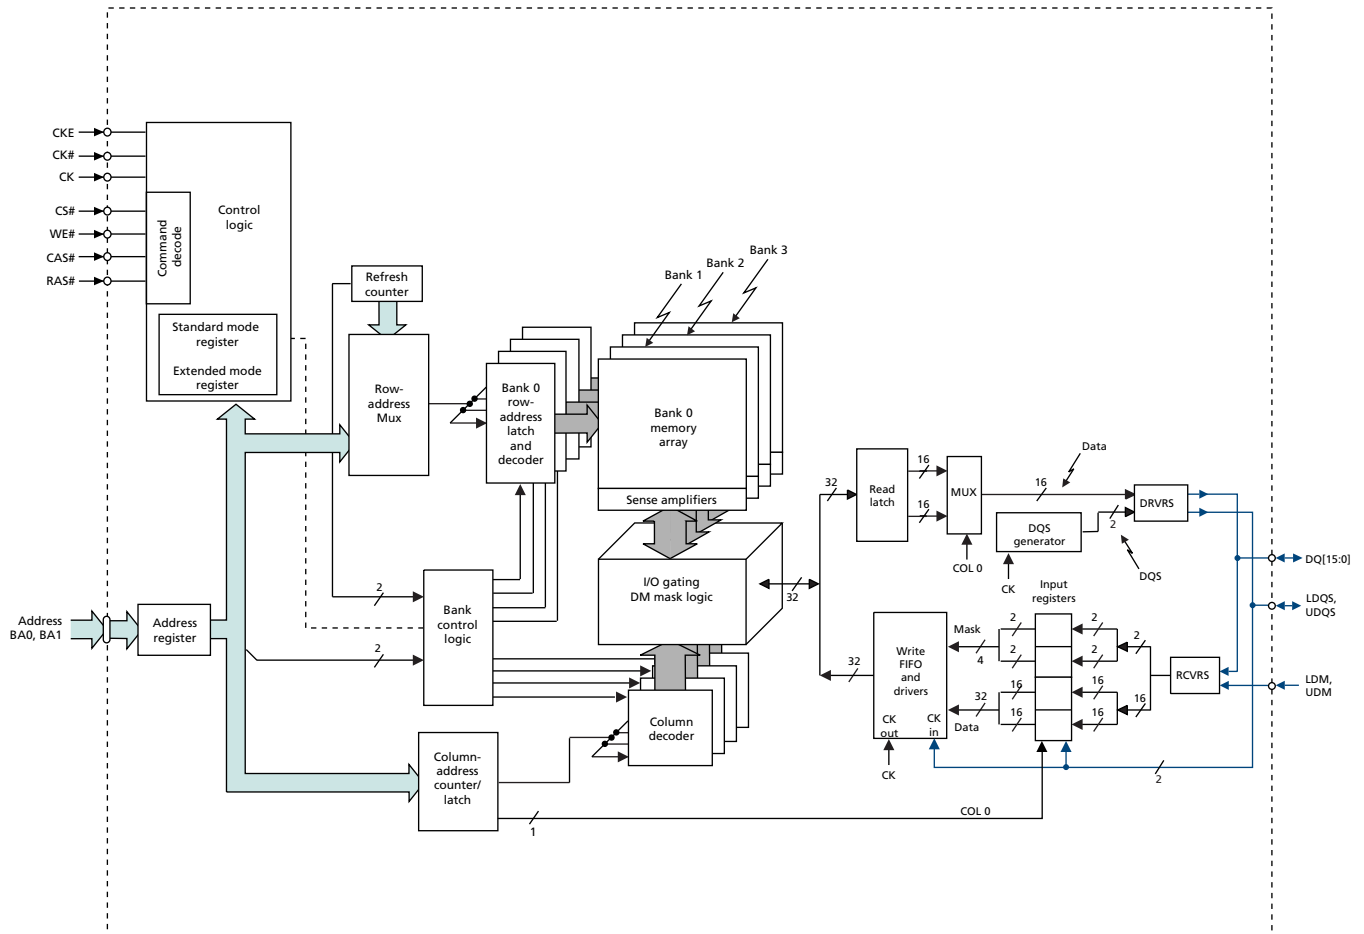 CKE
CK#
CK
CS#
WE#
CAS#
RAS#
Command
decode
Control
logic
Standard mode
register
Extended mode
register
Refresh
counter
Row-
address
Mux
Bank 0
row-
address
latch
and
decoder
Bank 1
Bank 2
Bank 3
Bank 0
memory
array
Sense amplifiers
I/O gating
DM mask logic
2
Bank
control
logic
2
Address
BA0, BA1
Address
register
Column
decoder
Column-
address
counter/
latch
1
COL 0
32
32
Read
latch
16
16
MUX
COL 0
16
Data
DQS
generator
CK
2
DQS
DRVRS
DQ[15:0]
LDQS,
UDQS
LDM,
UDM
RCVRS
Input
registers
2
2
2
2
2
16
16
16
16
16
Mask
4
32
Data
32
Write
FIFO
and
drivers
CK
out
CK
in
CK
2